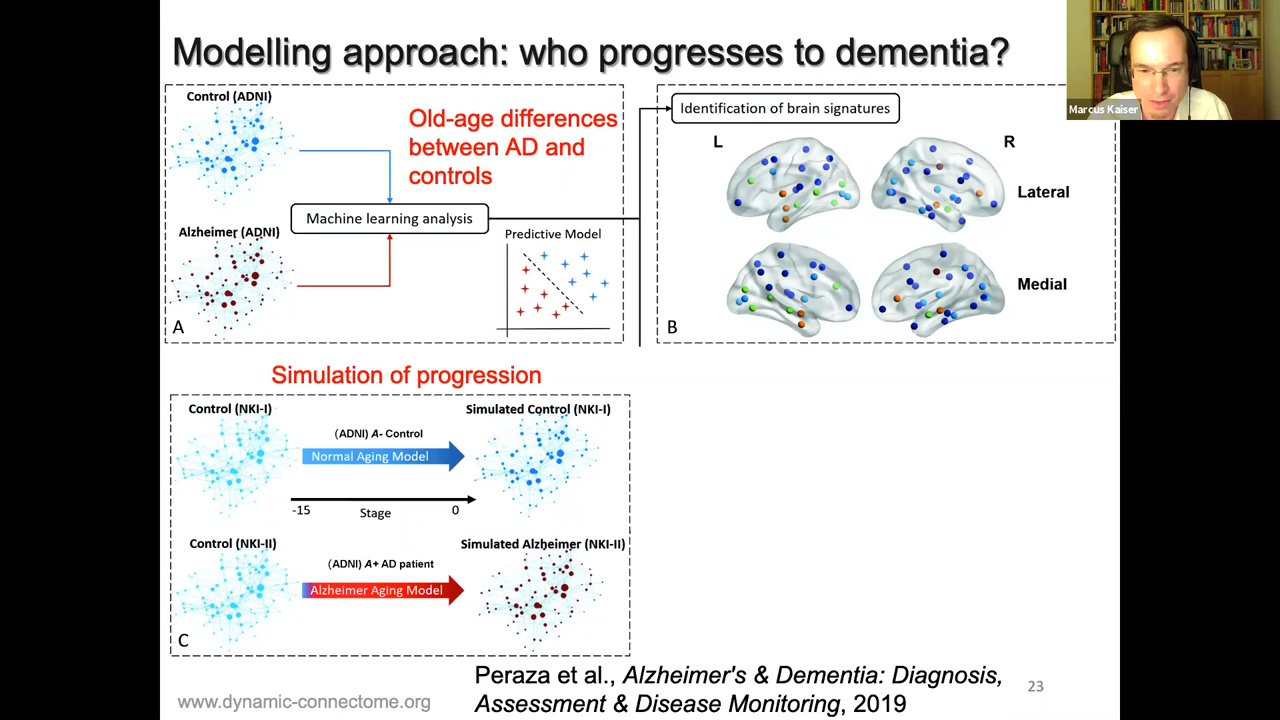 Modelling approach: who progresses to dementia?
Marcus Kaiser
Control (ADNI)
Old-age differences
between AD and
controls
Machine learning analysis
Alzheimer (ADNI)
Predictive Model
A
Identification of brain signatures
L
R
Lateral
Medial
B
Simulation of progression
Control (NKI-I)
(ADNI) A- Control
Normal Aging Model
Simulated Control (NKI-I)
-15
Stage
0
Control (NKI-II)
(ADNI) A+ AD patient
Alzheimer Aging Model
Simulated Alzheimer (NKI-II)
C
Peraza et al., Alzheimer's & Dementia: Diagnosis,
Assessment & Disease Monitoring, 2019
www.dynamic-connectome.org
23